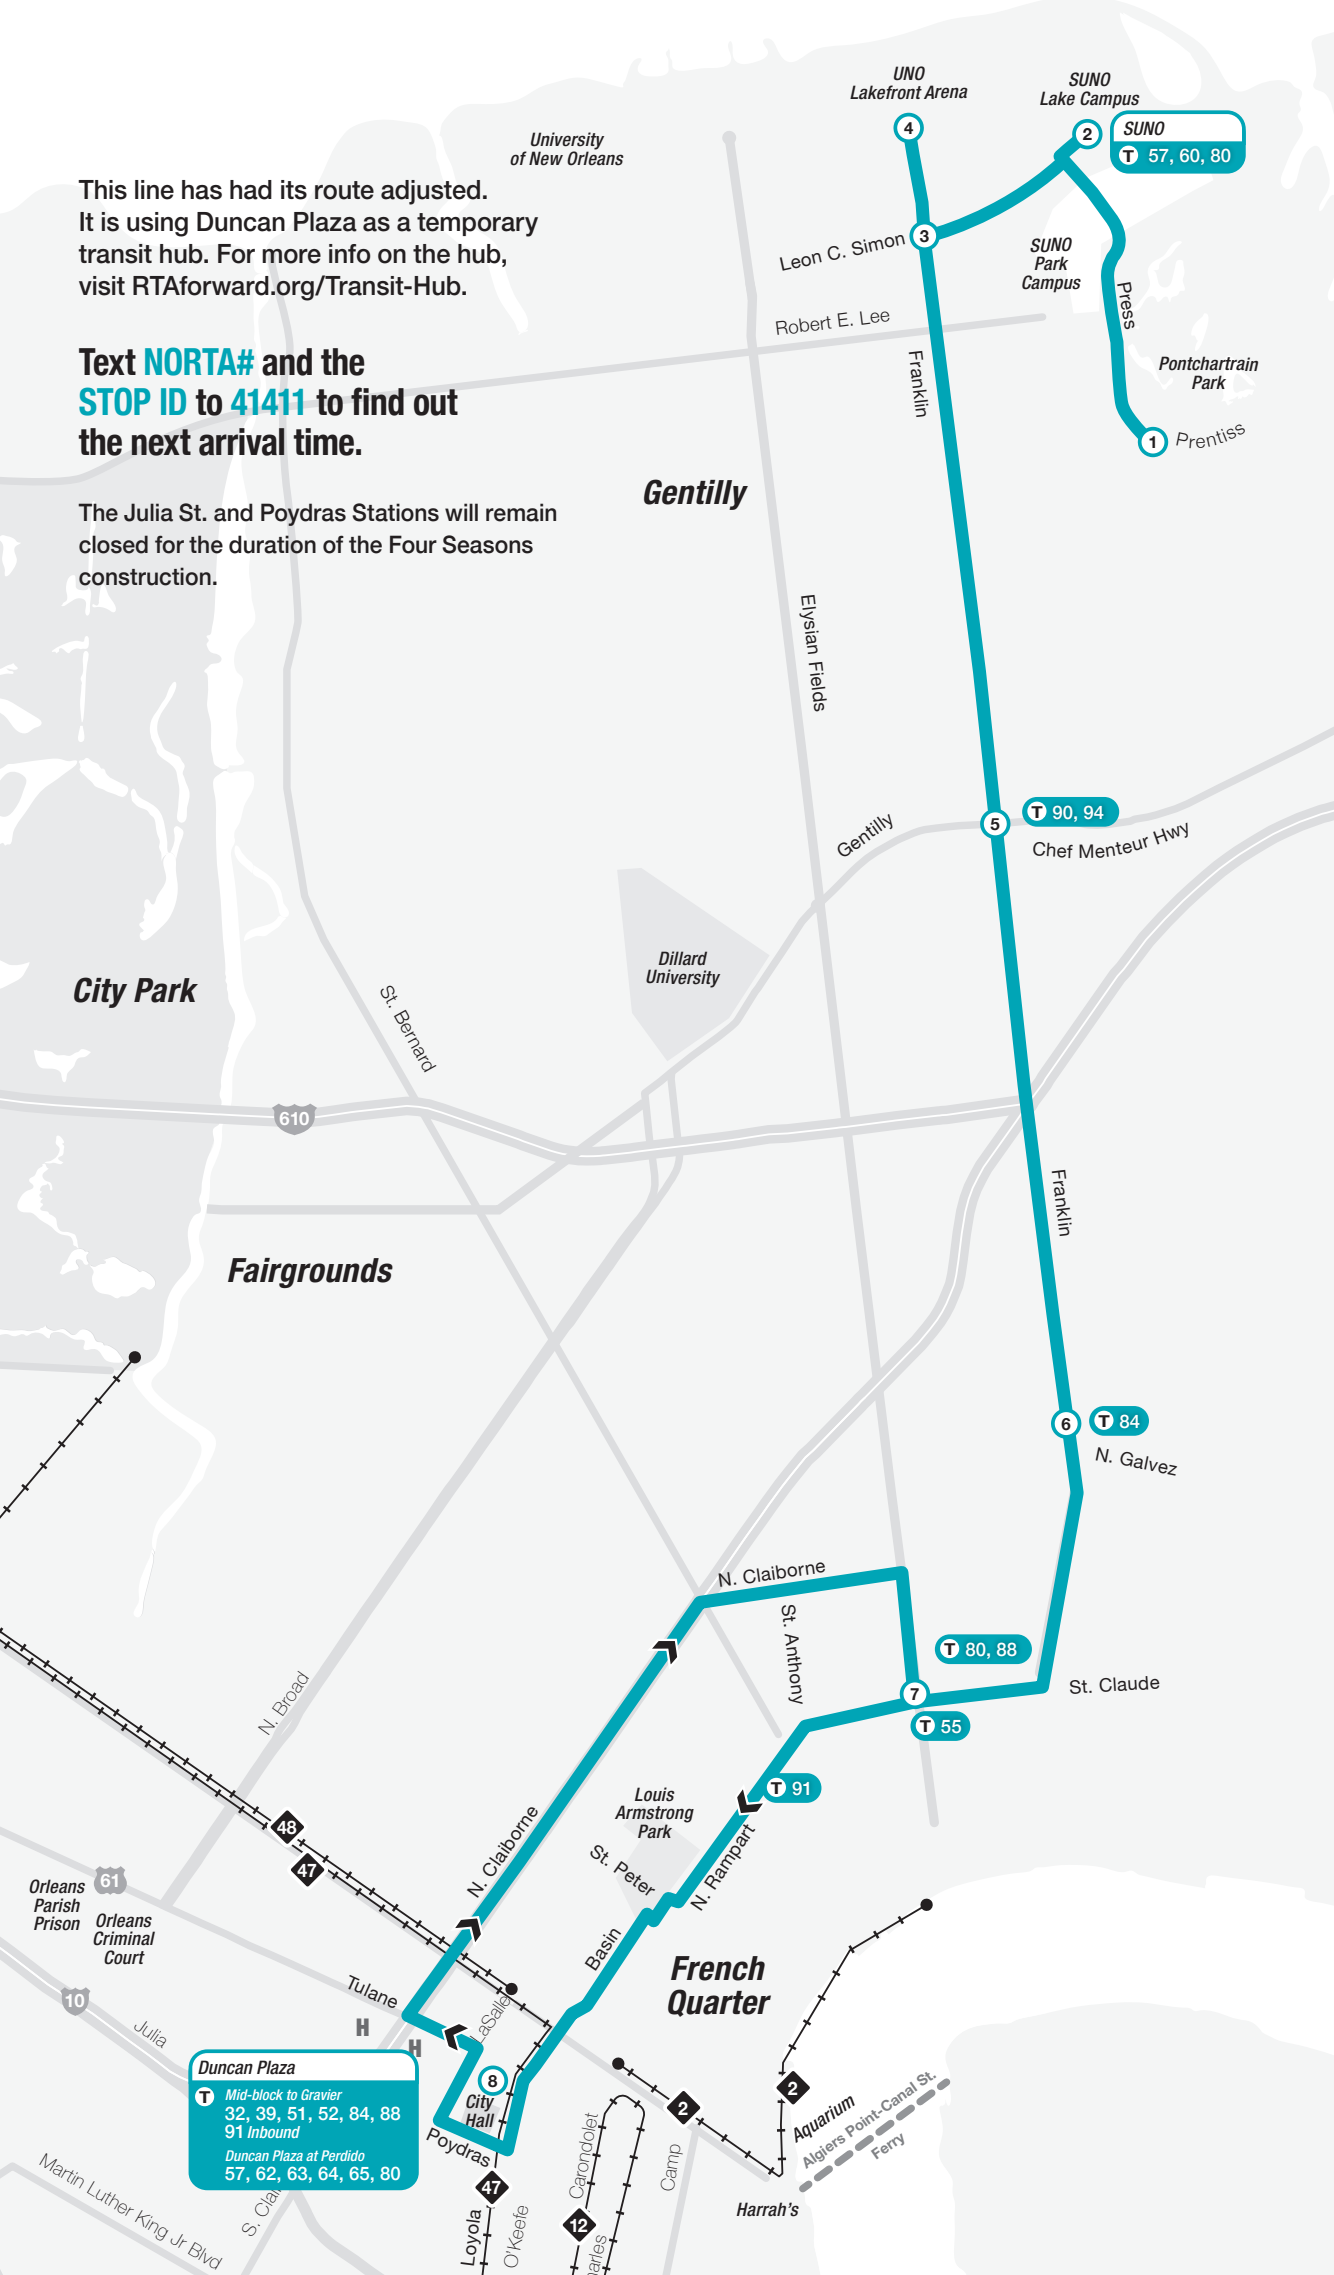 UNO
Lakefront Arena
SUNO
Lake Campus
4
2
SUNO
T 57, 60, 80
University
of New Orleans
This line has had its route adjusted.
It is using Duncan Plaza as a temporary
transit hub. For more info on the hub,
visit RTAforward.org/Transit-Hub.
3
Leon C. Simon
SUNO
Park
Campus
Press
Robert E. Lee
Text NORTA# and the
STOP ID to 41411 to find out
the next arrival time.
Franklin
Pontchartrain
Park
1
Prentiss
Gentilly
The Julia St. and Poydras Stations will remain
closed for the duration of the Four Seasons
construction.
Elysian Fields
T 90, 94
5
Gentilly
Chef Menteur Hwy
Dillard
University
City Park
St. Bernard
610
Franklin
Fairgrounds
6
T 84
N. Galvez
N. Claiborne
St. Anthony
T 80, 88
St. Claude
7
T 55
N. Broad
T 91
Louis
Armstrong
Park
48
47
N. Claiborne
St. Peter
N. Rampart
61
Orleans
Parish
Prison
Orleans
Criminal
Court
Basin
French
Quarter
Tulane
10
Julia
H
H
LaSalle
Duncan Plaza
T Mid-block to Gravier
32, 39, 51, 52, 84, 88
91 Inbound
Duncan Plaza at Perdido
57, 62, 63, 64, 65, 80
8
City
Hall
Poydras
2
2
Aquarium
Algiers Point-Canal St.
Ferry
Martin Luther King Jr Blvd
S. Clai
47
Loyola
O'Keefe
Carondolet
12
arles
Camp
Harrah's